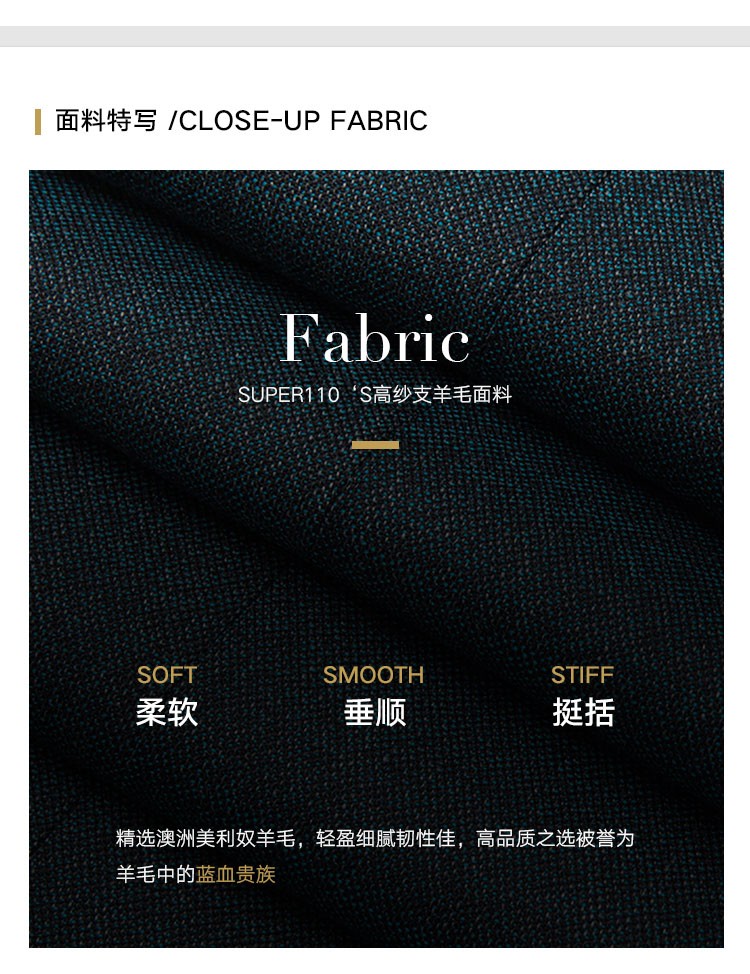 面料特写 /CLOSE-UP FABRIC
Fabric
SUPER110‘S高纱支羊毛面料
SOFT SMOOTH STIFF
柔软 垂顺 挺括
精选澳洲美利奴羊毛，轻盈细腻韧性佳，高品质之选被誉为
羊毛中的蓝血贵族